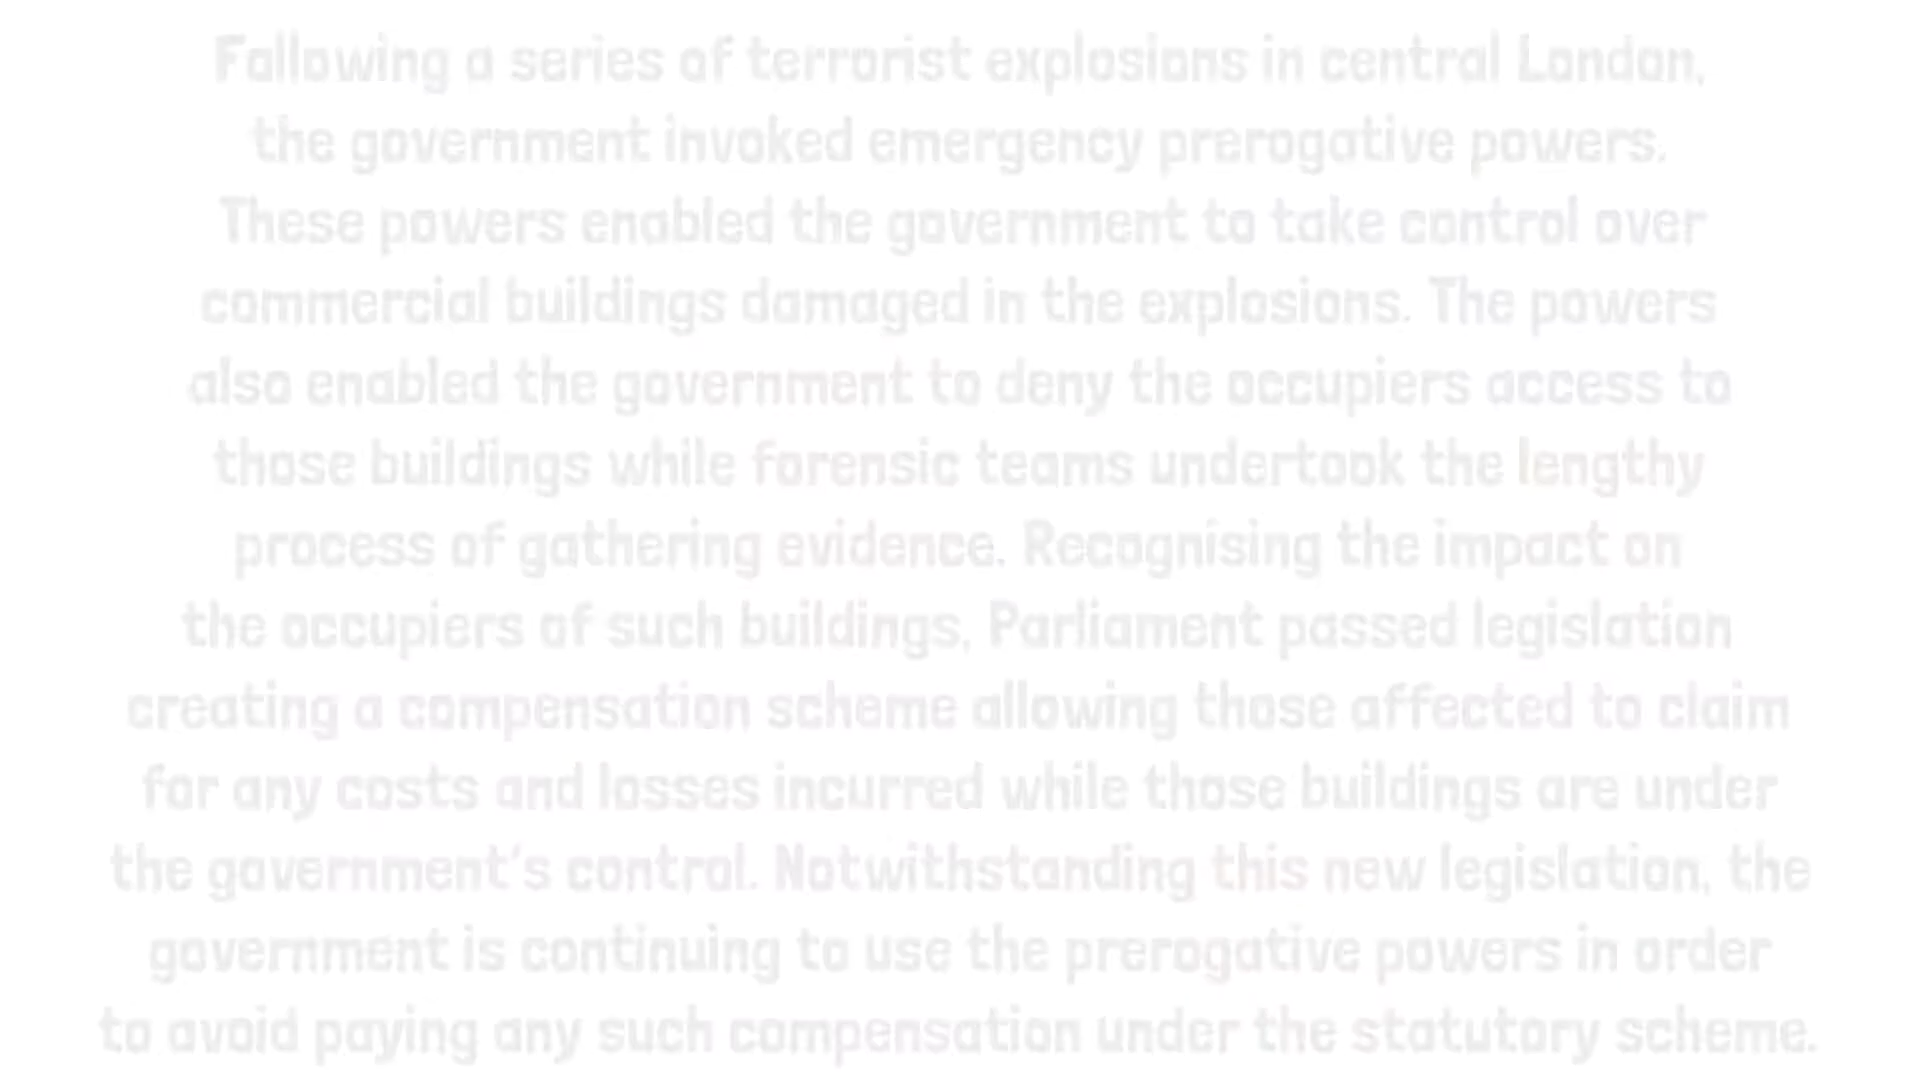 Following a series of terrorist explosions in central London,
the government invoked emergency prerogative powers.
These powers enabled the government to take control over
commercial buildings damaged in the explosions. The powers
also enabled the government to deny the occupiers access to
those buildings while forensic teams undertook the lengthy
process of gathering evidence. Recognising the impact on
the occupiers of such buildings, Parliament passed legislation
creating a compensation scheme allowing those affected to claim
for any costs and losses incurred while those buildings are under
the government's control. Notwithstanding this new legislation, the
government is continuing to use the prerogative powers in order
to avoid paying any such compensation under the statutory scheme.